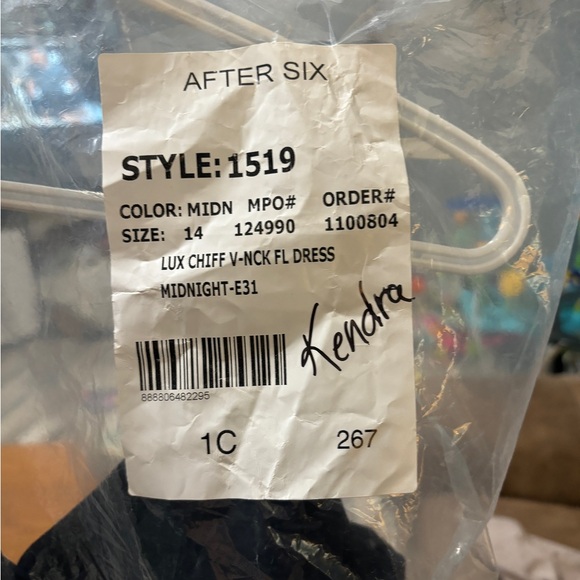 AFTER SIX
STYLE: 1519
COLOR: MIDN MPO# ORDER#
SIZE: 14 124990 1100804
LUX CHIFF V-NCK FL DRESS
MIDNIGHT-E31
Kendra
888806482295
1C 267